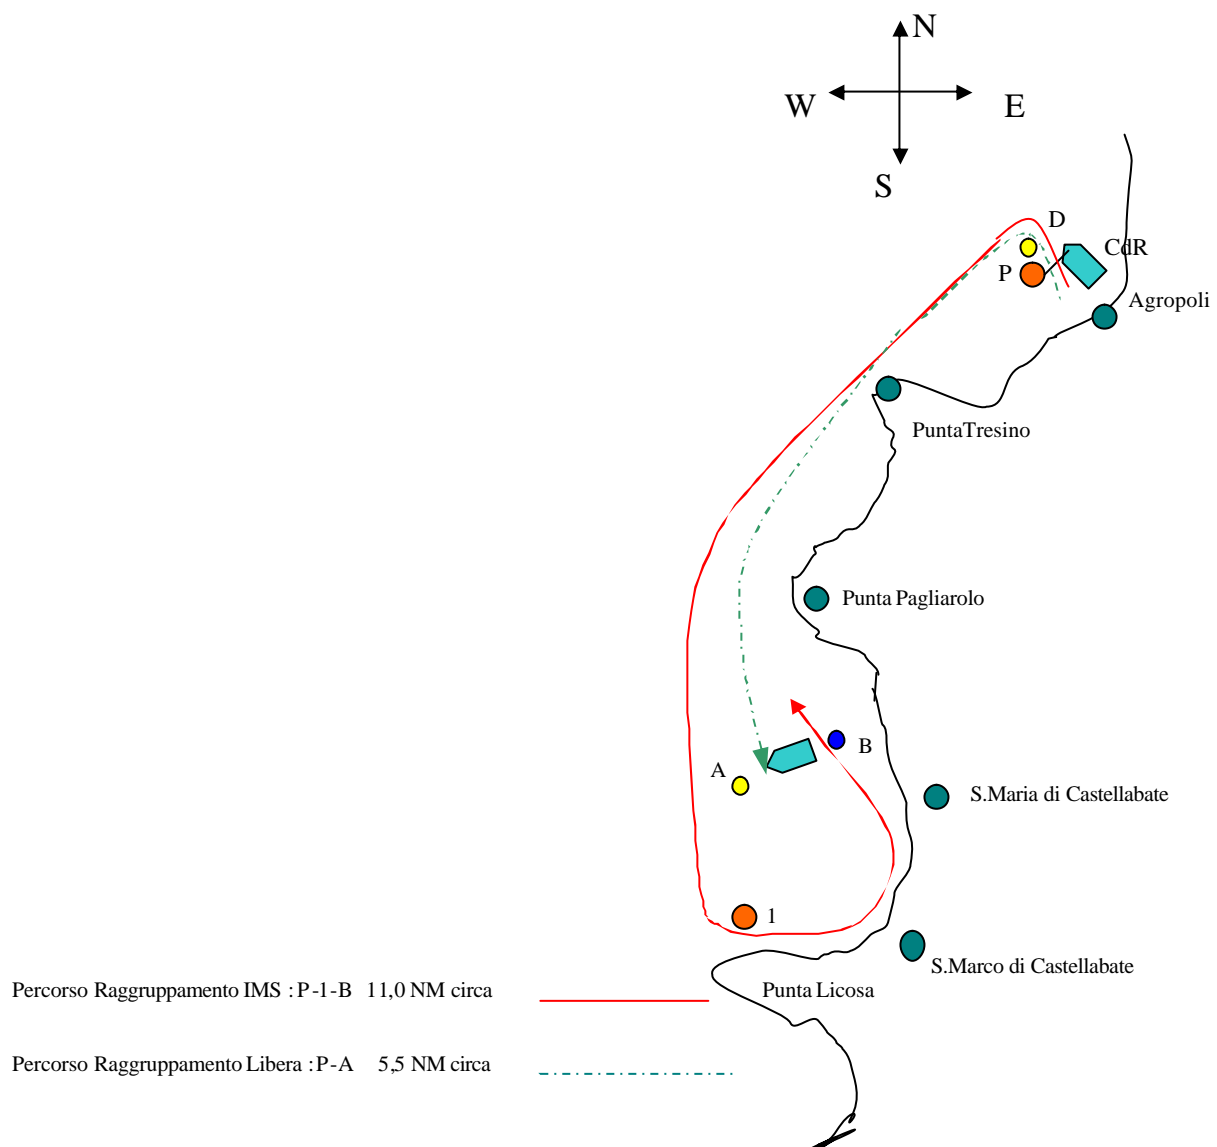 N
W
E
S
D
CdR
P
Agropoli
PuntaTresino
Punta Pagliarolo
B
A
S.Maria di Castellabate
1
S.Marco di Castellabate
Percorso Raggruppamento IMS : P-1-B 11,0 NM circa
Punta Licosa
Percorso Raggruppamento Libera : P-A 5,5 NM circa